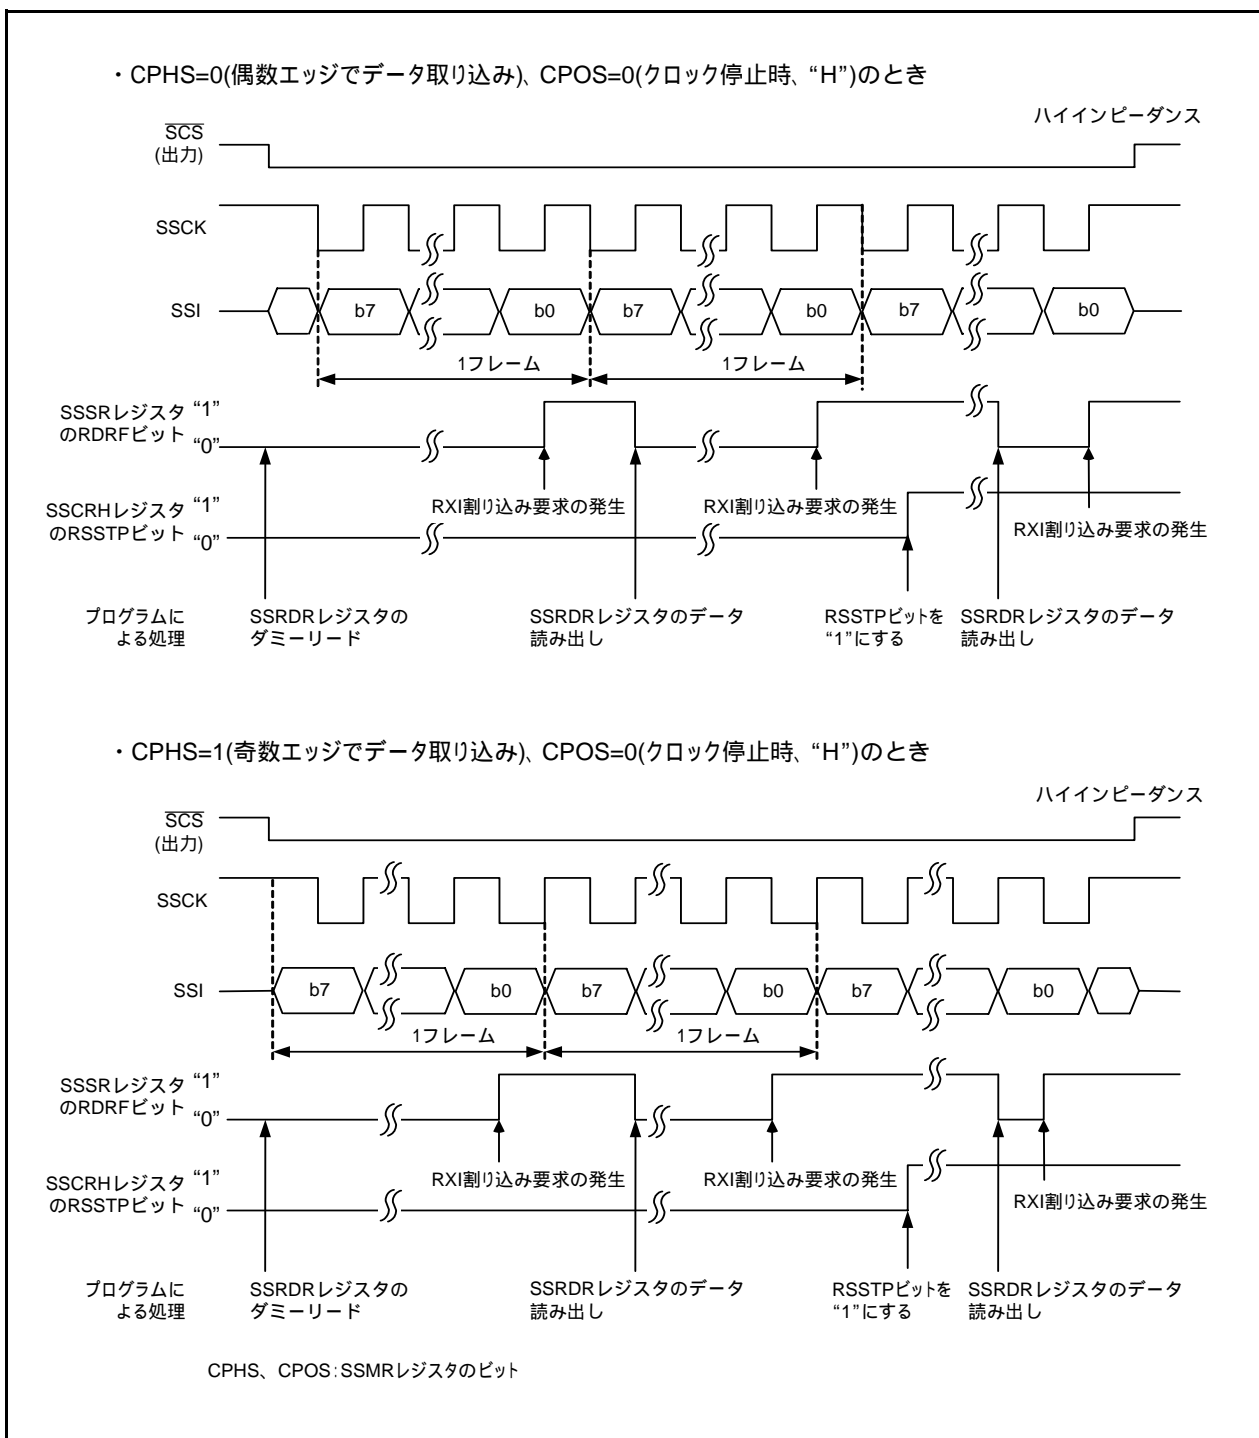 ・CPHS=0(偶数エッジでデータ取り込み)、CPOS=0(クロック停止時、“H”)のとき
ハイインピーダンス
SCS
(出力)
SSCK
SSI
b7
b0
b7
b0
b7
b0
1フレーム
1フレーム
SSSRレジスタ “1”
のRDRFビット “0”
RXI割り込み要求の発生
RXI割り込み要求の発生
SSCRHレジスタ “1”
のRSSTPビット “0”
RXI割り込み要求の発生
プログラムに
よる処理
SSRDRレジスタの
ダミーリード
SSRDRレジスタのデータ
読み出し
RSSTPビットを
“1”にする
SSRDRレジスタのデータ
読み出し
・CPHS=1(奇数エッジでデータ取り込み)、CPOS=0(クロック停止時、“H”)のとき
ハイインピーダンス
SCS
(出力)
SSCK
SSI
b7
b0
b7
b0
b7
b0
1フレーム
1フレーム
SSSRレジスタ “1”
のRDRFビット “0”
RXI割り込み要求の発生
RXI割り込み要求の発生
SSCRHレジスタ “1”
のRSSTPビット “0”
RXI割り込み要求の発生
プログラムに
よる処理
SSRDRレジスタの
ダミーリード
SSRDRレジスタのデータ
読み出し
RSSTPビットを
“1”にする
SSRDRレジスタのデータ
読み出し
CPHS、CPOS:SSMRレジスタのビット